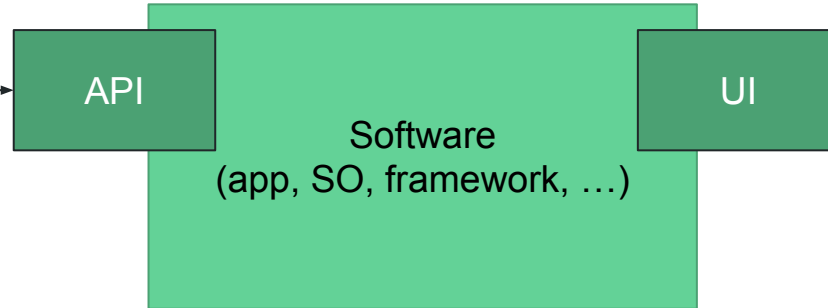 API
UI
Software
(app, SO, framework, …)